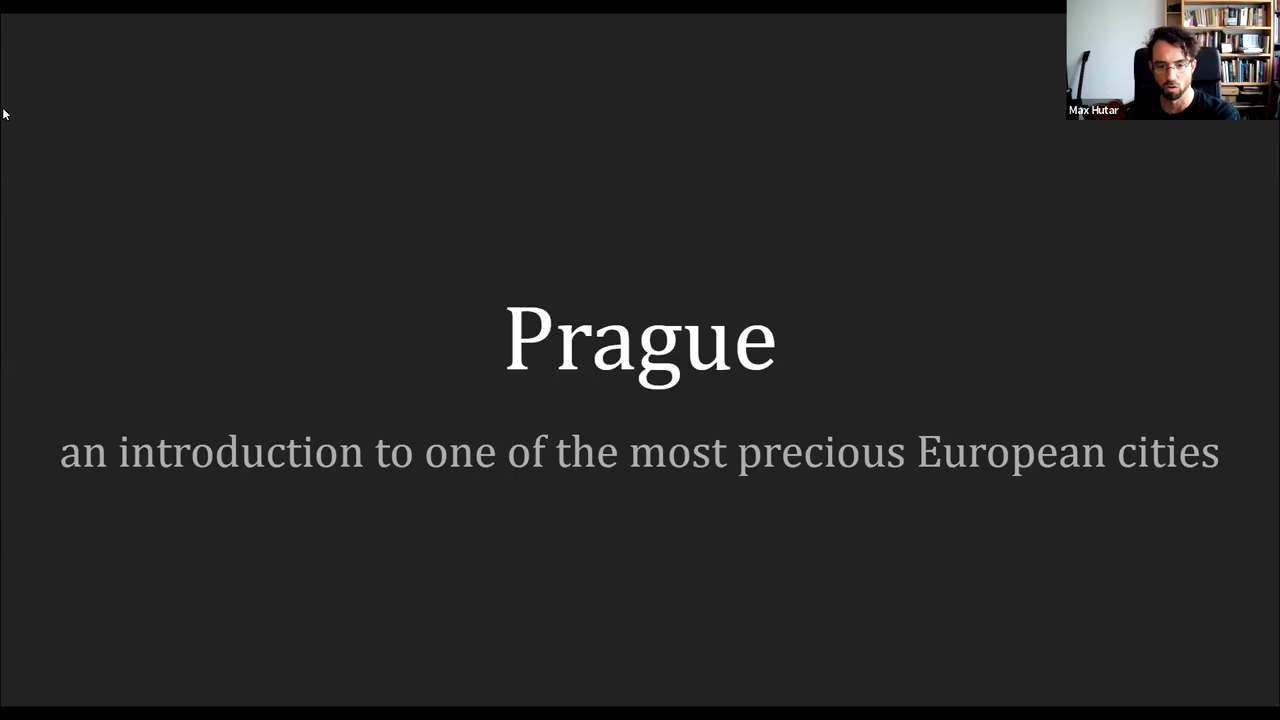 Max Hutar
Prague
an introduction to one of the most precious European cities